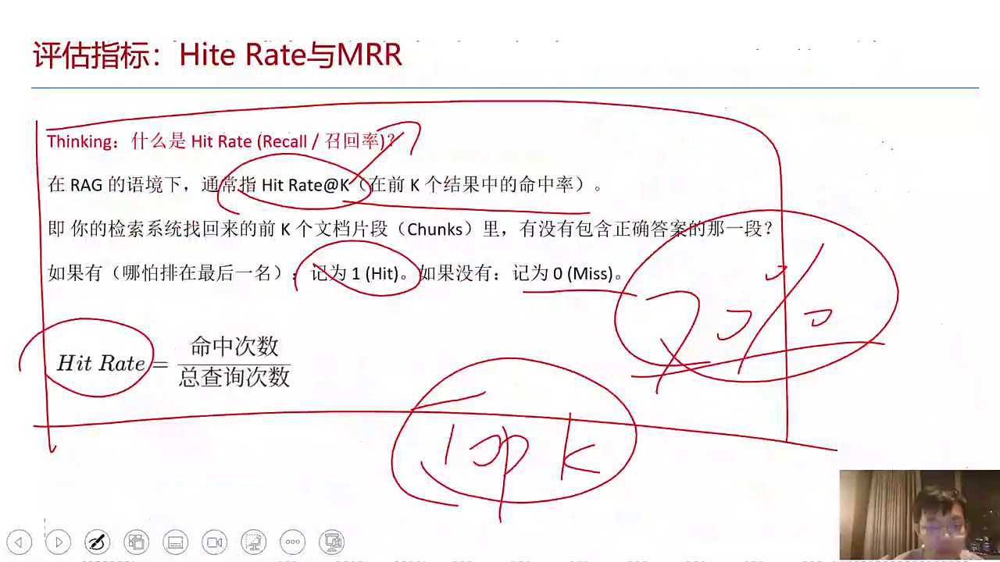 评估指标：Hite Rate与MRR
Thinking：什么是 Hit Rate (Recall / 召回率)？
在 RAG 的语境下，通常指 Hit Rate@K（在前 K 个结果中的命中率）。
即 你的检索系统找回来的前 K 个文档片段（Chunks）里，有没有包含正确答案的那一段？
如果有（哪怕排在最后一名）：记为 1 (Hit)。如果没有：记为 0 (Miss)。
Hit Rate = 命中次数
总查询次数
top k